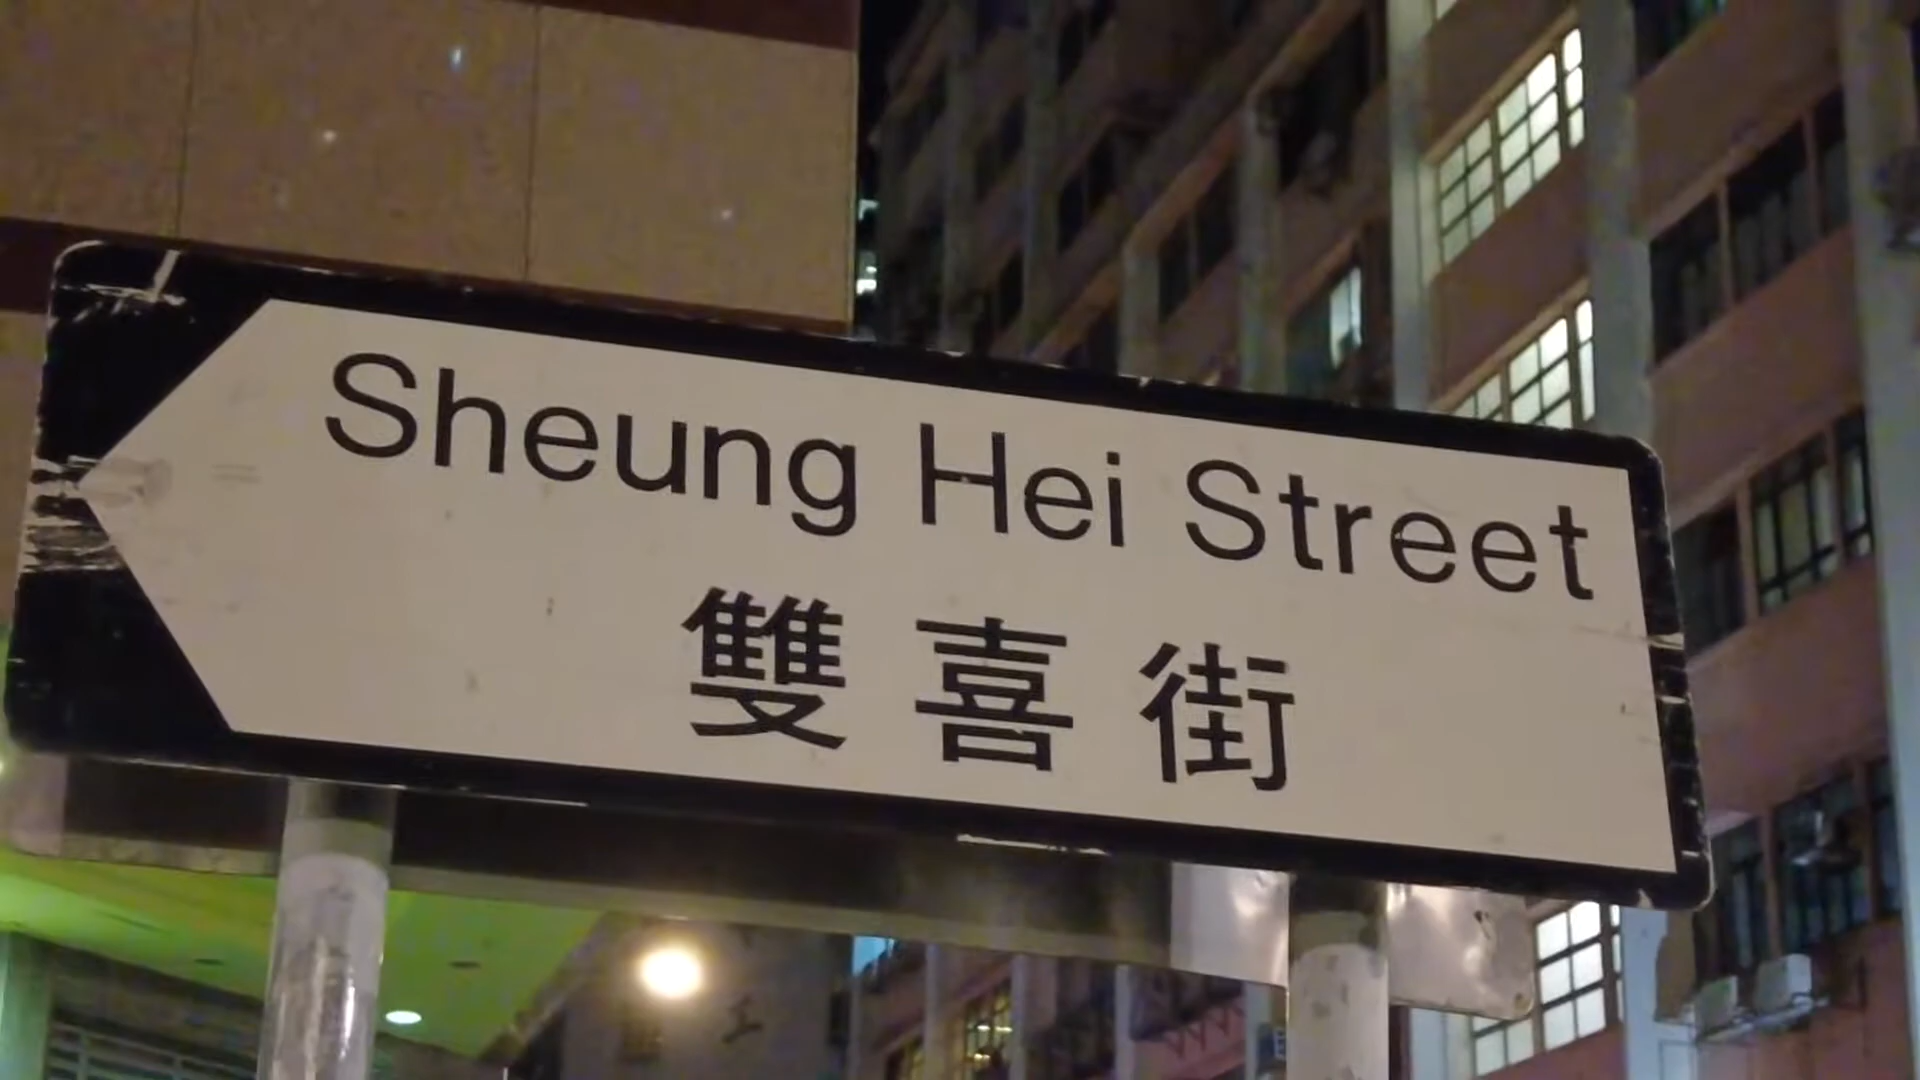 Sheung Hei Street
雙喜街